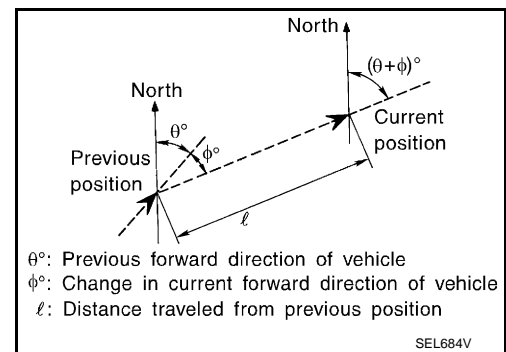 North
(θ+ϕ)°
North
θ°
ϕ°
Current
position
Previous
position
ℓ
θ°: Previous forward direction of vehicle
ϕ°: Change in current forward direction of vehicle
ℓ: Distance traveled from previous position
SEL684V